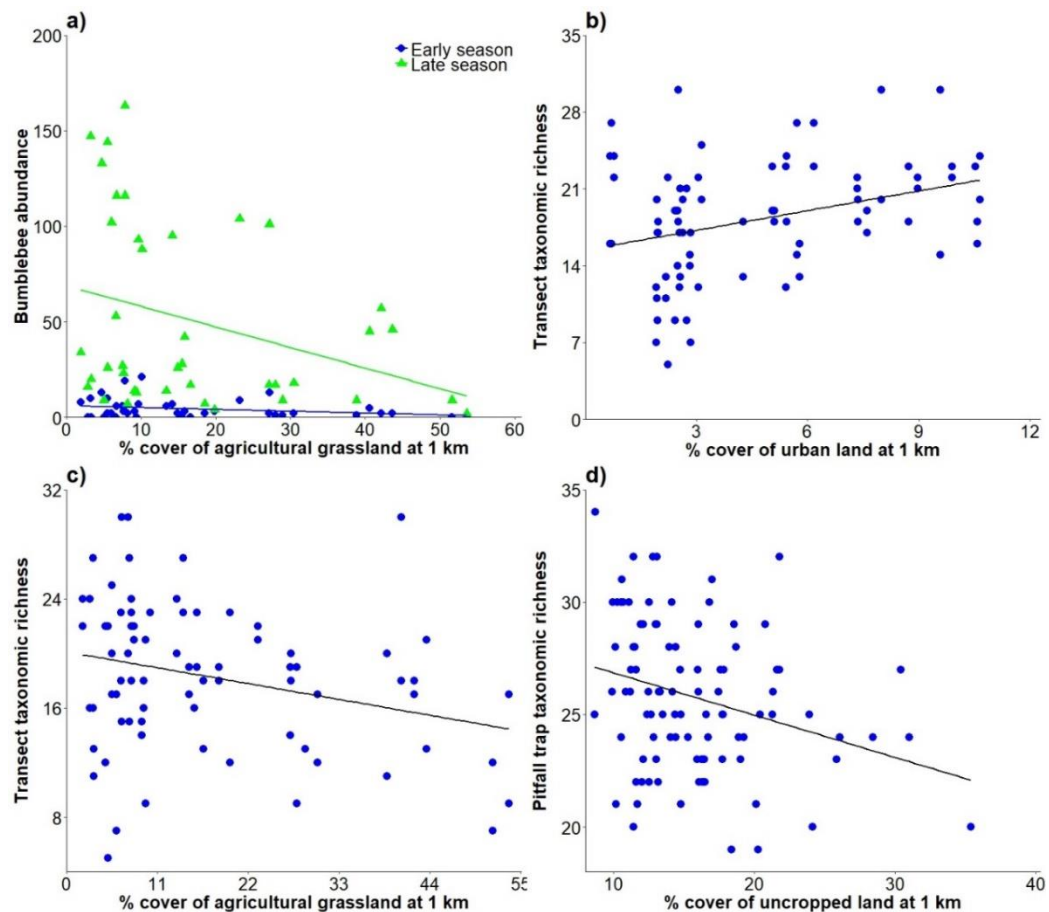 a)
200
150
100
50
0
Bumblebee abundance
Early season
Late season
0 10 20 30 40 50 60
% cover of agricultural grassland at 1 km
b)
35
28
21
14
7
0
Transect taxonomic richness
3 6 9 12
% cover of urban land at 1 km
c)
32
24
16
8
Transect taxonomic richness
0 11 22 33 44 55
% cover of agricultural grassland at 1 km
d)
35
30
25
20
Pitfall trap taxonomic richness
10 20 30 40
% cover of uncropped land at 1 km